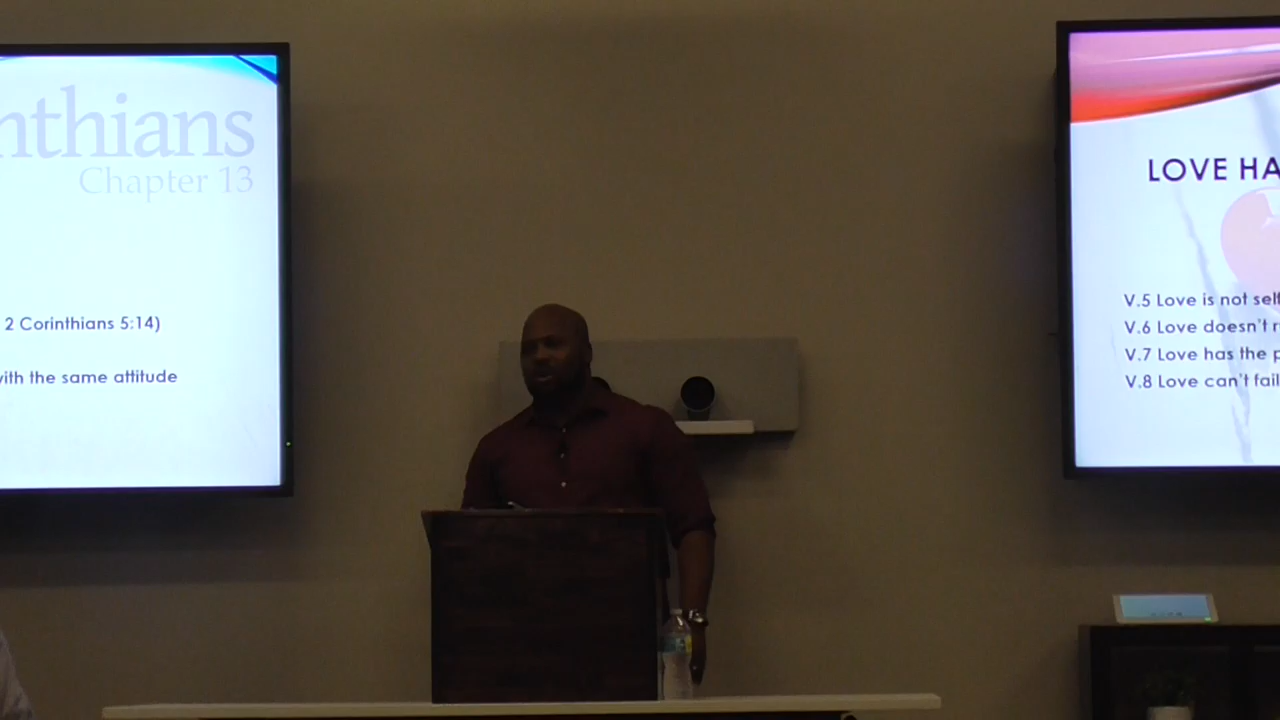 nthians
Chapter 13
2 Corinthians 5:14)
with the same attitude
LOVE HA
V.5 Love is not self
V.6 Love doesn't r
V.7 Love has the p
V.8 Love can't fail